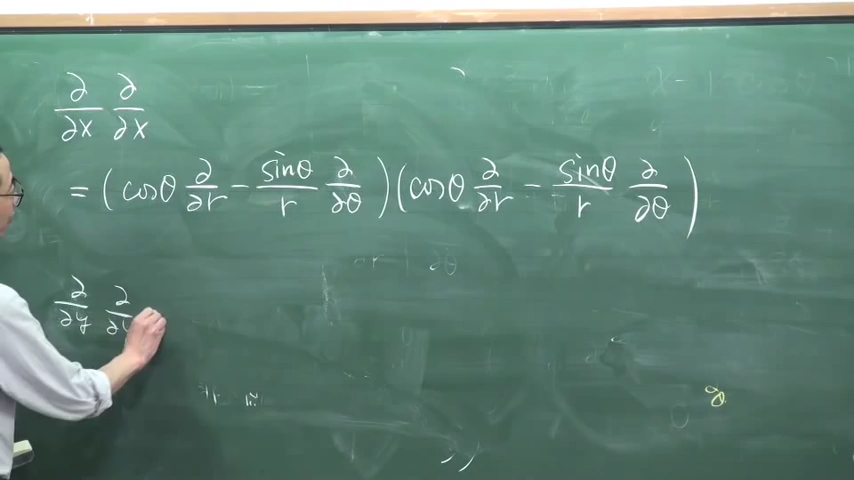 ∂/∂x ∂/∂x
= (cosθ ∂/∂r − sinθ/r ∂/∂θ)(cosθ ∂/∂r − sinθ/r ∂/∂θ)
∂/∂y ∂/∂